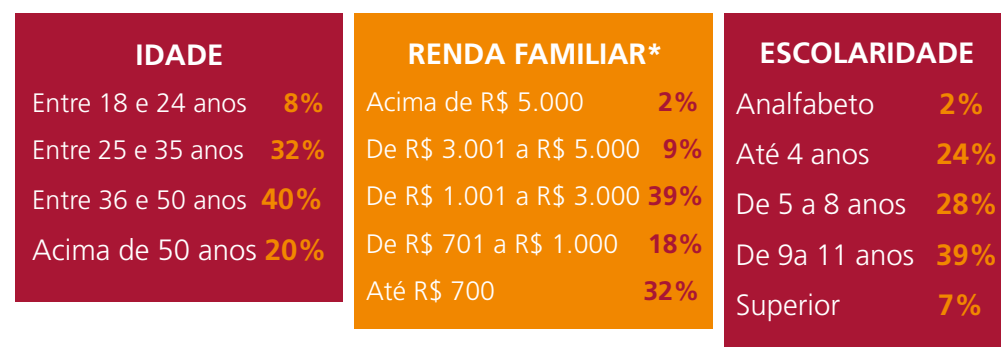 IDADE
Entre 18 e 24 anos 8%
Entre 25 e 35 anos 32%
Entre 36 e 50 anos 40%
Acima de 50 anos 20%
RENDA FAMILIAR*
Acima de R$ 5.000 2%
De R$ 3.001 a R$ 5.000 9%
De R$ 1.001 a R$ 3.000 39%
De R$ 701 a R$ 1.000 18%
Até R$ 700 32%
ESCOLARIDADE
Analfabeto 2%
Até 4 anos 24%
De 5 a 8 anos 28%
De 9a 11 anos 39%
Superior 7%